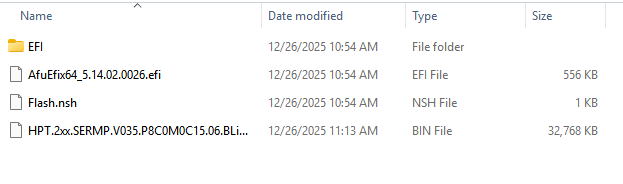 Name Date modified Type Size
EFI 12/26/2025 10:54 AM File folder
AfuEfix64_5.14.02.0026.efi 12/26/2025 10:54 AM EFI File 556 KB
Flash.nsh 12/26/2025 10:54 AM NSH File 1 KB
HPT.2xx.SERMP.V035.P8C0M0C15.06.BLi... 12/26/2025 11:13 AM BIN File 32,768 KB